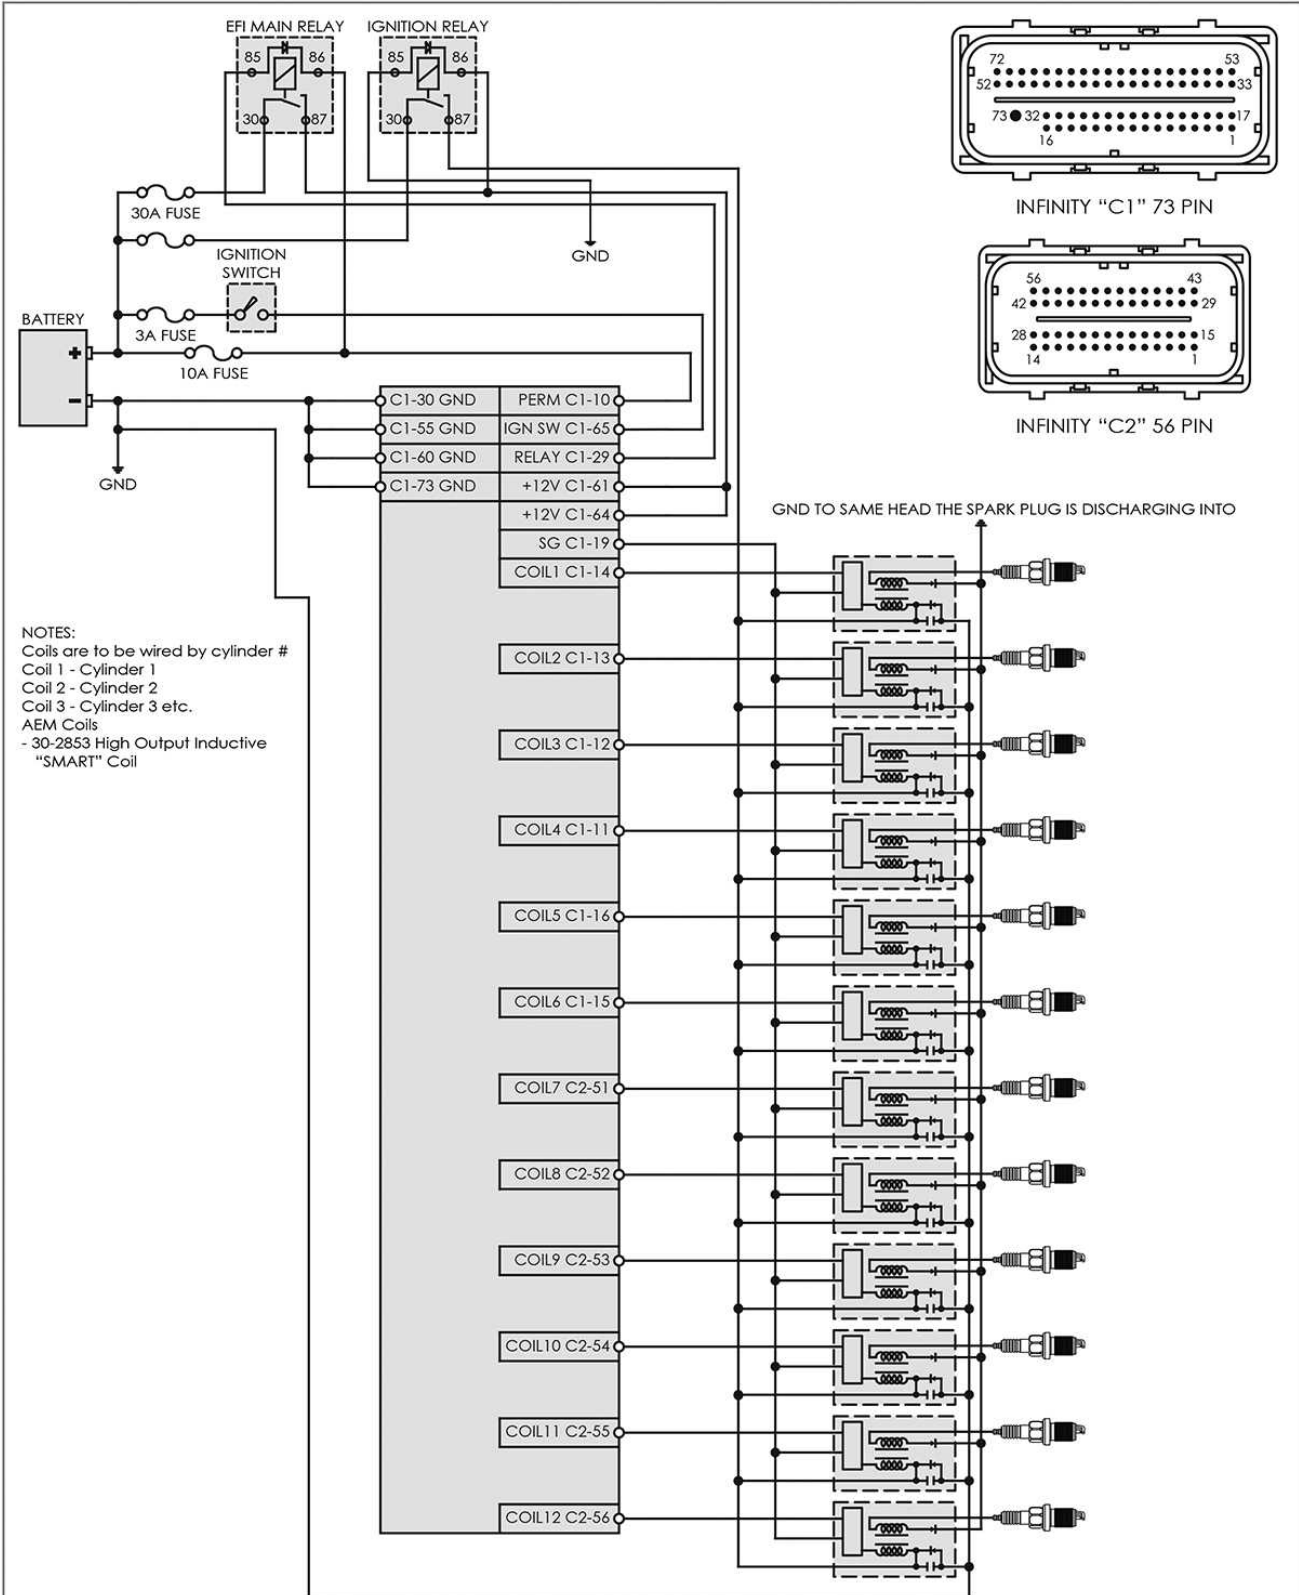 EFI MAIN RELAY
IGNITION RELAY
85 86
30 87
85 86
30 87
30A FUSE
IGNITION
SWITCH
GND
3A FUSE
BATTERY
+
-
10A FUSE
GND
72 53
52 33
73 32 17
16 1
INFINITY “C1” 73 PIN
56 43
42 29
28 15
14 1
INFINITY “C2” 56 PIN
C1-30 GND PERM C1-10
C1-55 GND IGN SW C1-65
C1-60 GND RELAY C1-29
C1-73 GND +12V C1-61
+12V C1-64
SG C1-19
COIL1 C1-14
COIL2 C1-13
COIL3 C1-12
COIL4 C1-11
COIL5 C1-16
COIL6 C1-15
COIL7 C2-51
COIL8 C2-52
COIL9 C2-53
COIL10 C2-54
COIL11 C2-55
COIL12 C2-56
GND TO SAME HEAD THE SPARK PLUG IS DISCHARGING INTO
NOTES:
Coils are to be wired by cylinder #
Coil 1 - Cylinder 1
Coil 2 - Cylinder 2
Coil 3 - Cylinder 3 etc.
AEM Coils
- 30-2853 High Output Inductive
“SMART” Coil